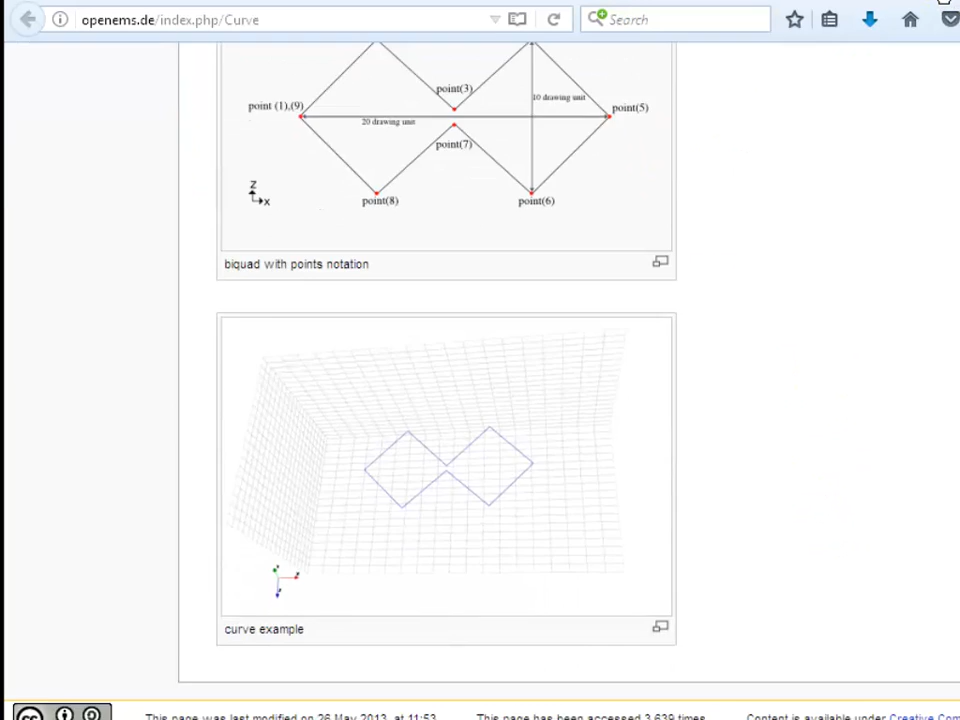 openems.de/index.php/Curve
Search
point(3)
point (1),(9)
10 drawing unit
point(5)
20 drawing unit
point(7)
z
x
point(8)
point(6)
biquad with points notation
curve example
This page was last modified on 26 May 2013, at 11:53.
This page has been accessed 3,639 times.
Content is available under Creative Com